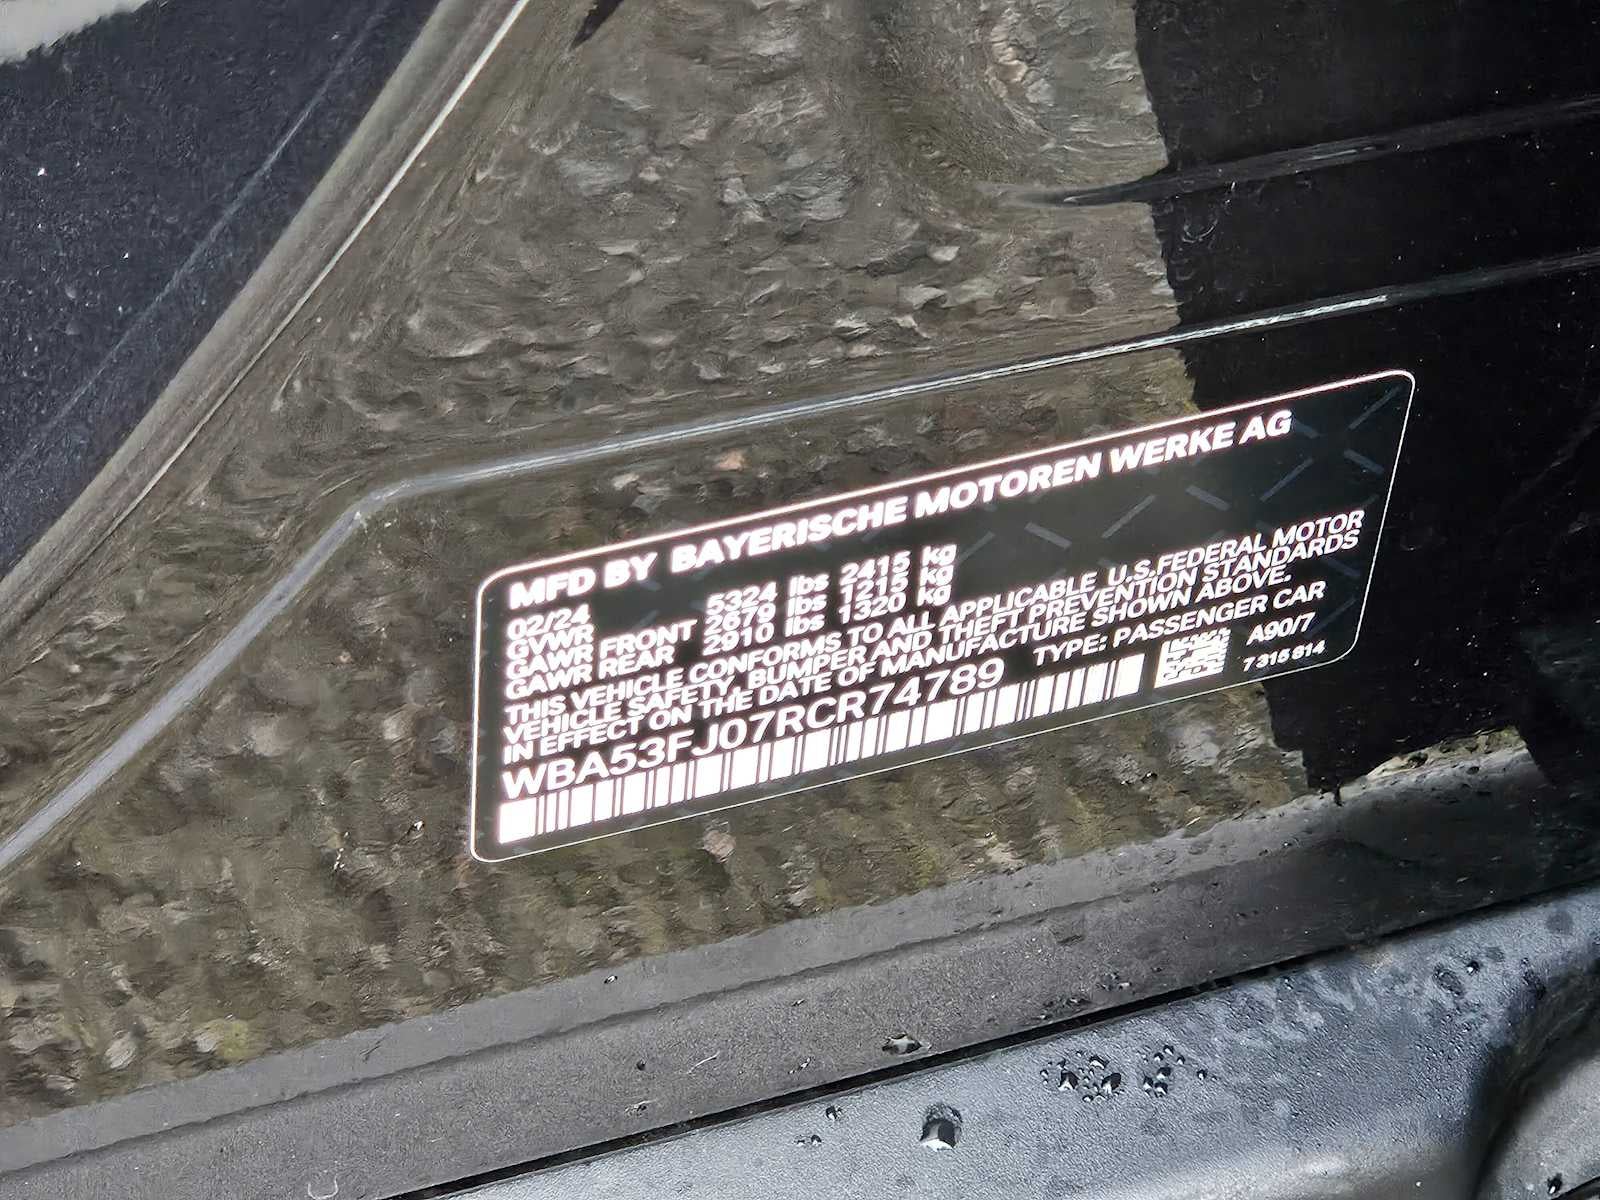 MFD BY BAYERISCHE MOTOREN WERKE AG
02/24
GVWR 5324 lbs 2415 kg
GAWR FRONT 2679 lbs 1215 kg
GAWR REAR 2910 lbs 1320 kg
THIS VEHICLE CONFORMS TO ALL APPLICABLE U.S.FEDERAL MOTOR
VEHICLE SAFETY, BUMPER AND THEFT PREVENTION STANDARDS
IN EFFECT ON THE DATE OF MANUFACTURE SHOWN ABOVE.
WBA53FJ07RCR74789 TYPE: PASSENGER CAR
A90/7
7 315 614